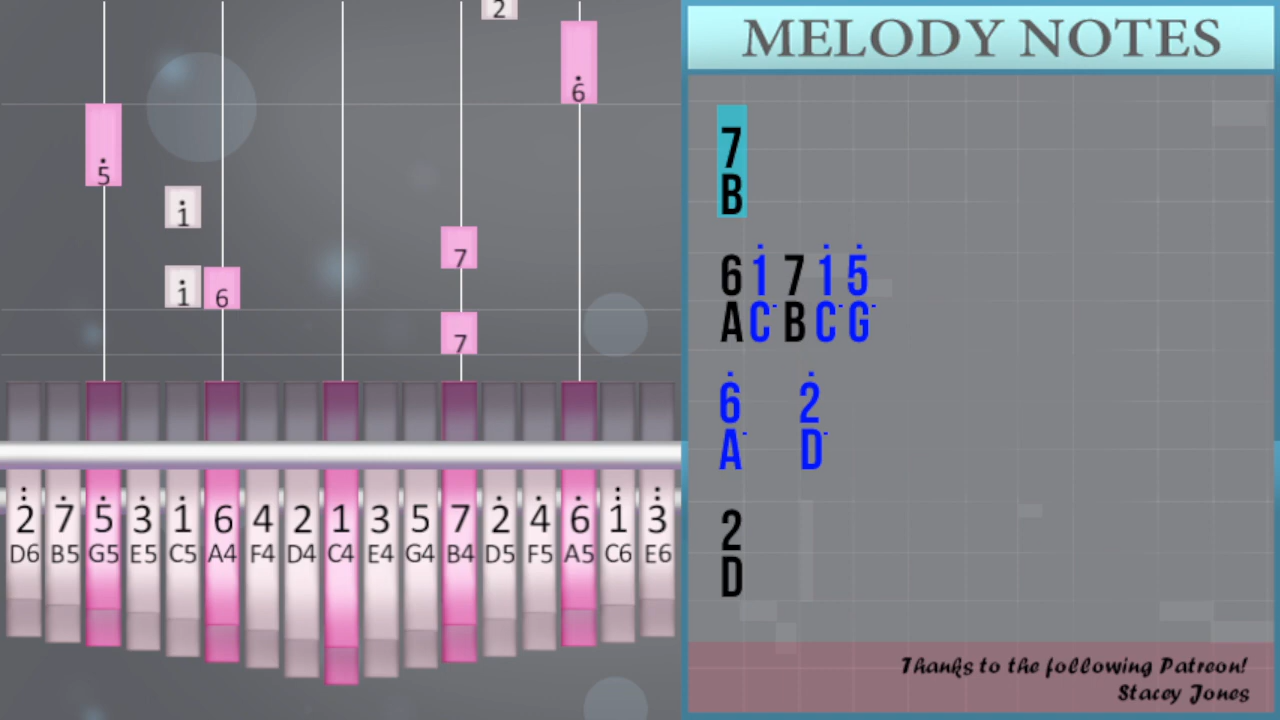 2
6̇
5̇
1̇
7
1̇ 6
7
2̈ 7̇ 5̇ 3̇ 1̇ 6 4 2 1 3 5 7 2̇ 4̇ 6̇ 1̈ 3̈
D6 B5 G5 E5 C5 A4 F4 D4 C4 E4 G4 B4 D5 F5 A5 C6 E6
MELODY NOTES
7
B
6 1̇ 7 1̇ 5̇
A C˙ B C˙ G˙
6̇ 2̇
A˙ D˙
2
D
Thanks to the following Patreon!
Stacey Jones